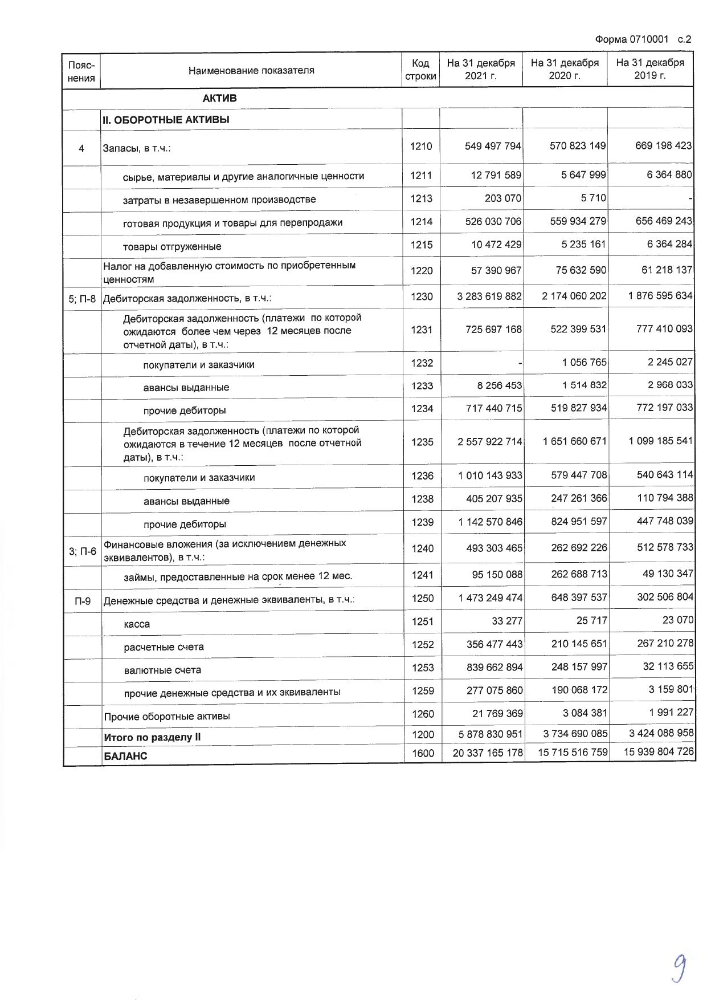 Форма 0710001 с.2
Пояс-
нения
Наименование показателя
Код
строки
На 31 декабря
2021 г.
На 31 декабря
2020 г.
На 31 декабря
2019 г.
АКТИВ
II. ОБОРОТНЫЕ АКТИВЫ
4 Запасы, в т.ч.: 1210 549 497 794 570 823 149 669 198 423
сырье, материалы и другие аналогичные ценности 1211 12 791 589 5 647 999 6 364 880
затраты в незавершенном производстве 1213 203 070 5 710 -
готовая продукция и товары для перепродажи 1214 526 030 706 559 934 279 656 469 243
товары отгруженные 1215 10 472 429 5 235 161 6 364 284
Налог на добавленную стоимость по приобретенным
ценностям 1220 57 390 967 75 632 590 61 218 137
5; П-8 Дебиторская задолженность, в т.ч.: 1230 3 283 619 882 2 174 060 202 1 876 595 634
Дебиторская задолженность (платежи по которой
ожидаются более чем через 12 месяцев после
отчетной даты), в т.ч.: 1231 725 697 168 522 399 531 777 410 093
покупатели и заказчики 1232 - 1 056 765 2 245 027
авансы выданные 1233 8 256 453 1 514 832 2 968 033
прочие дебиторы 1234 717 440 715 519 827 934 772 197 033
Дебиторская задолженность (платежи по которой
ожидаются в течение 12 месяцев после отчетной
даты), в т.ч.: 1235 2 557 922 714 1 651 660 671 1 099 185 541
покупатели и заказчики 1236 1 010 143 933 579 447 708 540 643 114
авансы выданные 1238 405 207 935 247 261 366 110 794 388
прочие дебиторы 1239 1 142 570 846 824 951 597 447 748 039
3; П-6 Финансовые вложения (за исключением денежных
эквивалентов), в т.ч.: 1240 493 303 465 262 692 226 512 578 733
займы, предоставленные на срок менее 12 мес. 1241 95 150 088 262 688 713 49 130 347
П-9 Денежные средства и денежные эквиваленты, в т.ч.: 1250 1 473 249 474 648 397 537 302 506 804
касса 1251 33 277 25 717 23 070
расчетные счета 1252 356 477 443 210 145 651 267 210 278
валютные счета 1253 839 662 894 248 157 997 32 113 655
прочие денежные средства и их эквиваленты 1259 277 075 860 190 068 172 3 159 801
Прочие оборотные активы 1260 21 769 369 3 084 381 1 991 227
Итого по разделу II 1200 5 878 830 951 3 734 690 085 3 424 088 958
БАЛАНС 1600 20 337 165 178 15 715 516 759 15 939 804 726
9